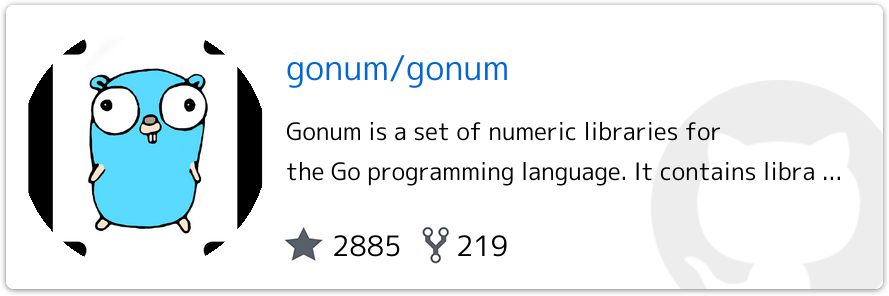 gonum/gonum
Gonum is a set of numeric libraries for
the Go programming language. It contains libra ...
2885 219